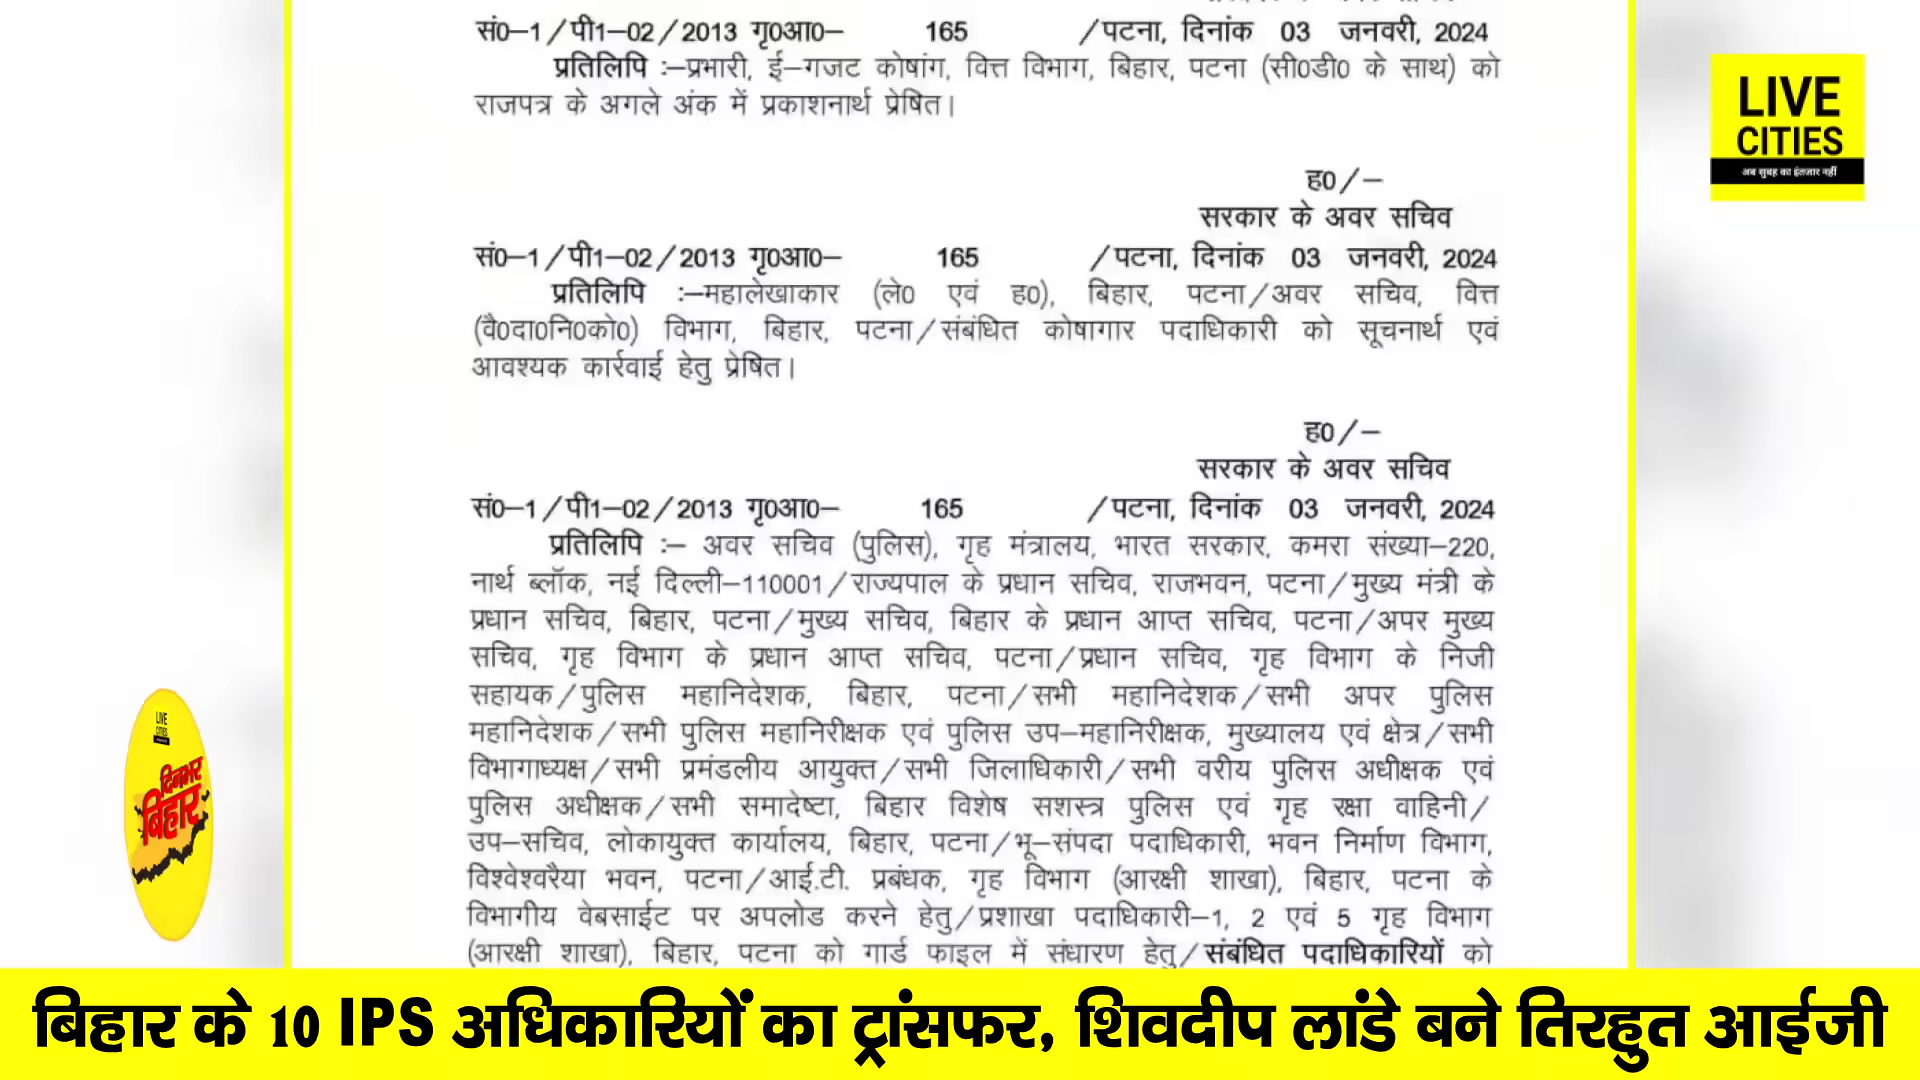 सं0–1/पी1–02/2013 गृ0आ0– 165 /पटना, दिनांक 03 जनवरी, 2024
प्रतिलिपि :–प्रभारी, ई–गजट कोषांग, वित्त विभाग, बिहार, पटना (सी0डी0 के साथ) को
राजपत्र के अगले अंक में प्रकाशनार्थ प्रेषित।
ह0/–
सरकार के अवर सचिव
सं0–1/पी1–02/2013 गृ0आ0– 165 /पटना, दिनांक 03 जनवरी, 2024
प्रतिलिपि :–महालेखाकार (ले0 एवं ह0), बिहार, पटना/अवर सचिव, वित्त
(वै0दा0नि0को0) विभाग, बिहार, पटना/संबंधित कोषागार पदाधिकारी को सूचनार्थ एवं
आवश्यक कार्रवाई हेतु प्रेषित।
ह0/–
सरकार के अवर सचिव
सं0–1/पी1–02/2013 गृ0आ0– 165 /पटना, दिनांक 03 जनवरी, 2024
प्रतिलिपि :– अवर सचिव (पुलिस), गृह मंत्रालय, भारत सरकार, कमरा संख्या–220,
नार्थ ब्लॉक, नई दिल्ली–110001/राज्यपाल के प्रधान सचिव, राजभवन, पटना/मुख्य मंत्री के
प्रधान सचिव, बिहार, पटना/मुख्य सचिव, बिहार के प्रधान आप्त सचिव, पटना/अपर मुख्य
सचिव, गृह विभाग के प्रधान आप्त सचिव, पटना/प्रधान सचिव, गृह विभाग के निजी
सहायक/पुलिस महानिदेशक, बिहार, पटना/सभी महानिदेशक/सभी अपर पुलिस
महानिदेशक/सभी पुलिस महानिरीक्षक एवं पुलिस उप–महानिरीक्षक, मुख्यालय एवं क्षेत्र/सभी
विभागाध्यक्ष/सभी प्रमंडलीय आयुक्त/सभी जिलाधिकारी/सभी वरीय पुलिस अधीक्षक एवं
पुलिस अधीक्षक/सभी समादेष्टा, बिहार विशेष सशस्त्र पुलिस एवं गृह रक्षा वाहिनी/
उप–सचिव, लोकायुक्त कार्यालय, बिहार, पटना/भू–संपदा पदाधिकारी, भवन निर्माण विभाग,
विश्वेश्वरैया भवन, पटना/आई.टी. प्रबंधक, गृह विभाग (आरक्षी शाखा), बिहार, पटना के
विभागीय वेबसाईट पर अपलोड करने हेतु/प्रशाखा पदाधिकारी–1, 2 एवं 5 गृह विभाग
(आरक्षी शाखा), बिहार, पटना को गार्ड फाइल में संधारण हेतु/संबंधित पदाधिकारियों को
LIVE
CITIES
अब सुबह का इंतजार नहीं
LIVE
CITIES
दिनभर
बिहार
बिहार के 10 IPS अधिकारियों का ट्रांसफर, शिवदीप लांडे बने तिरहुत आईजी